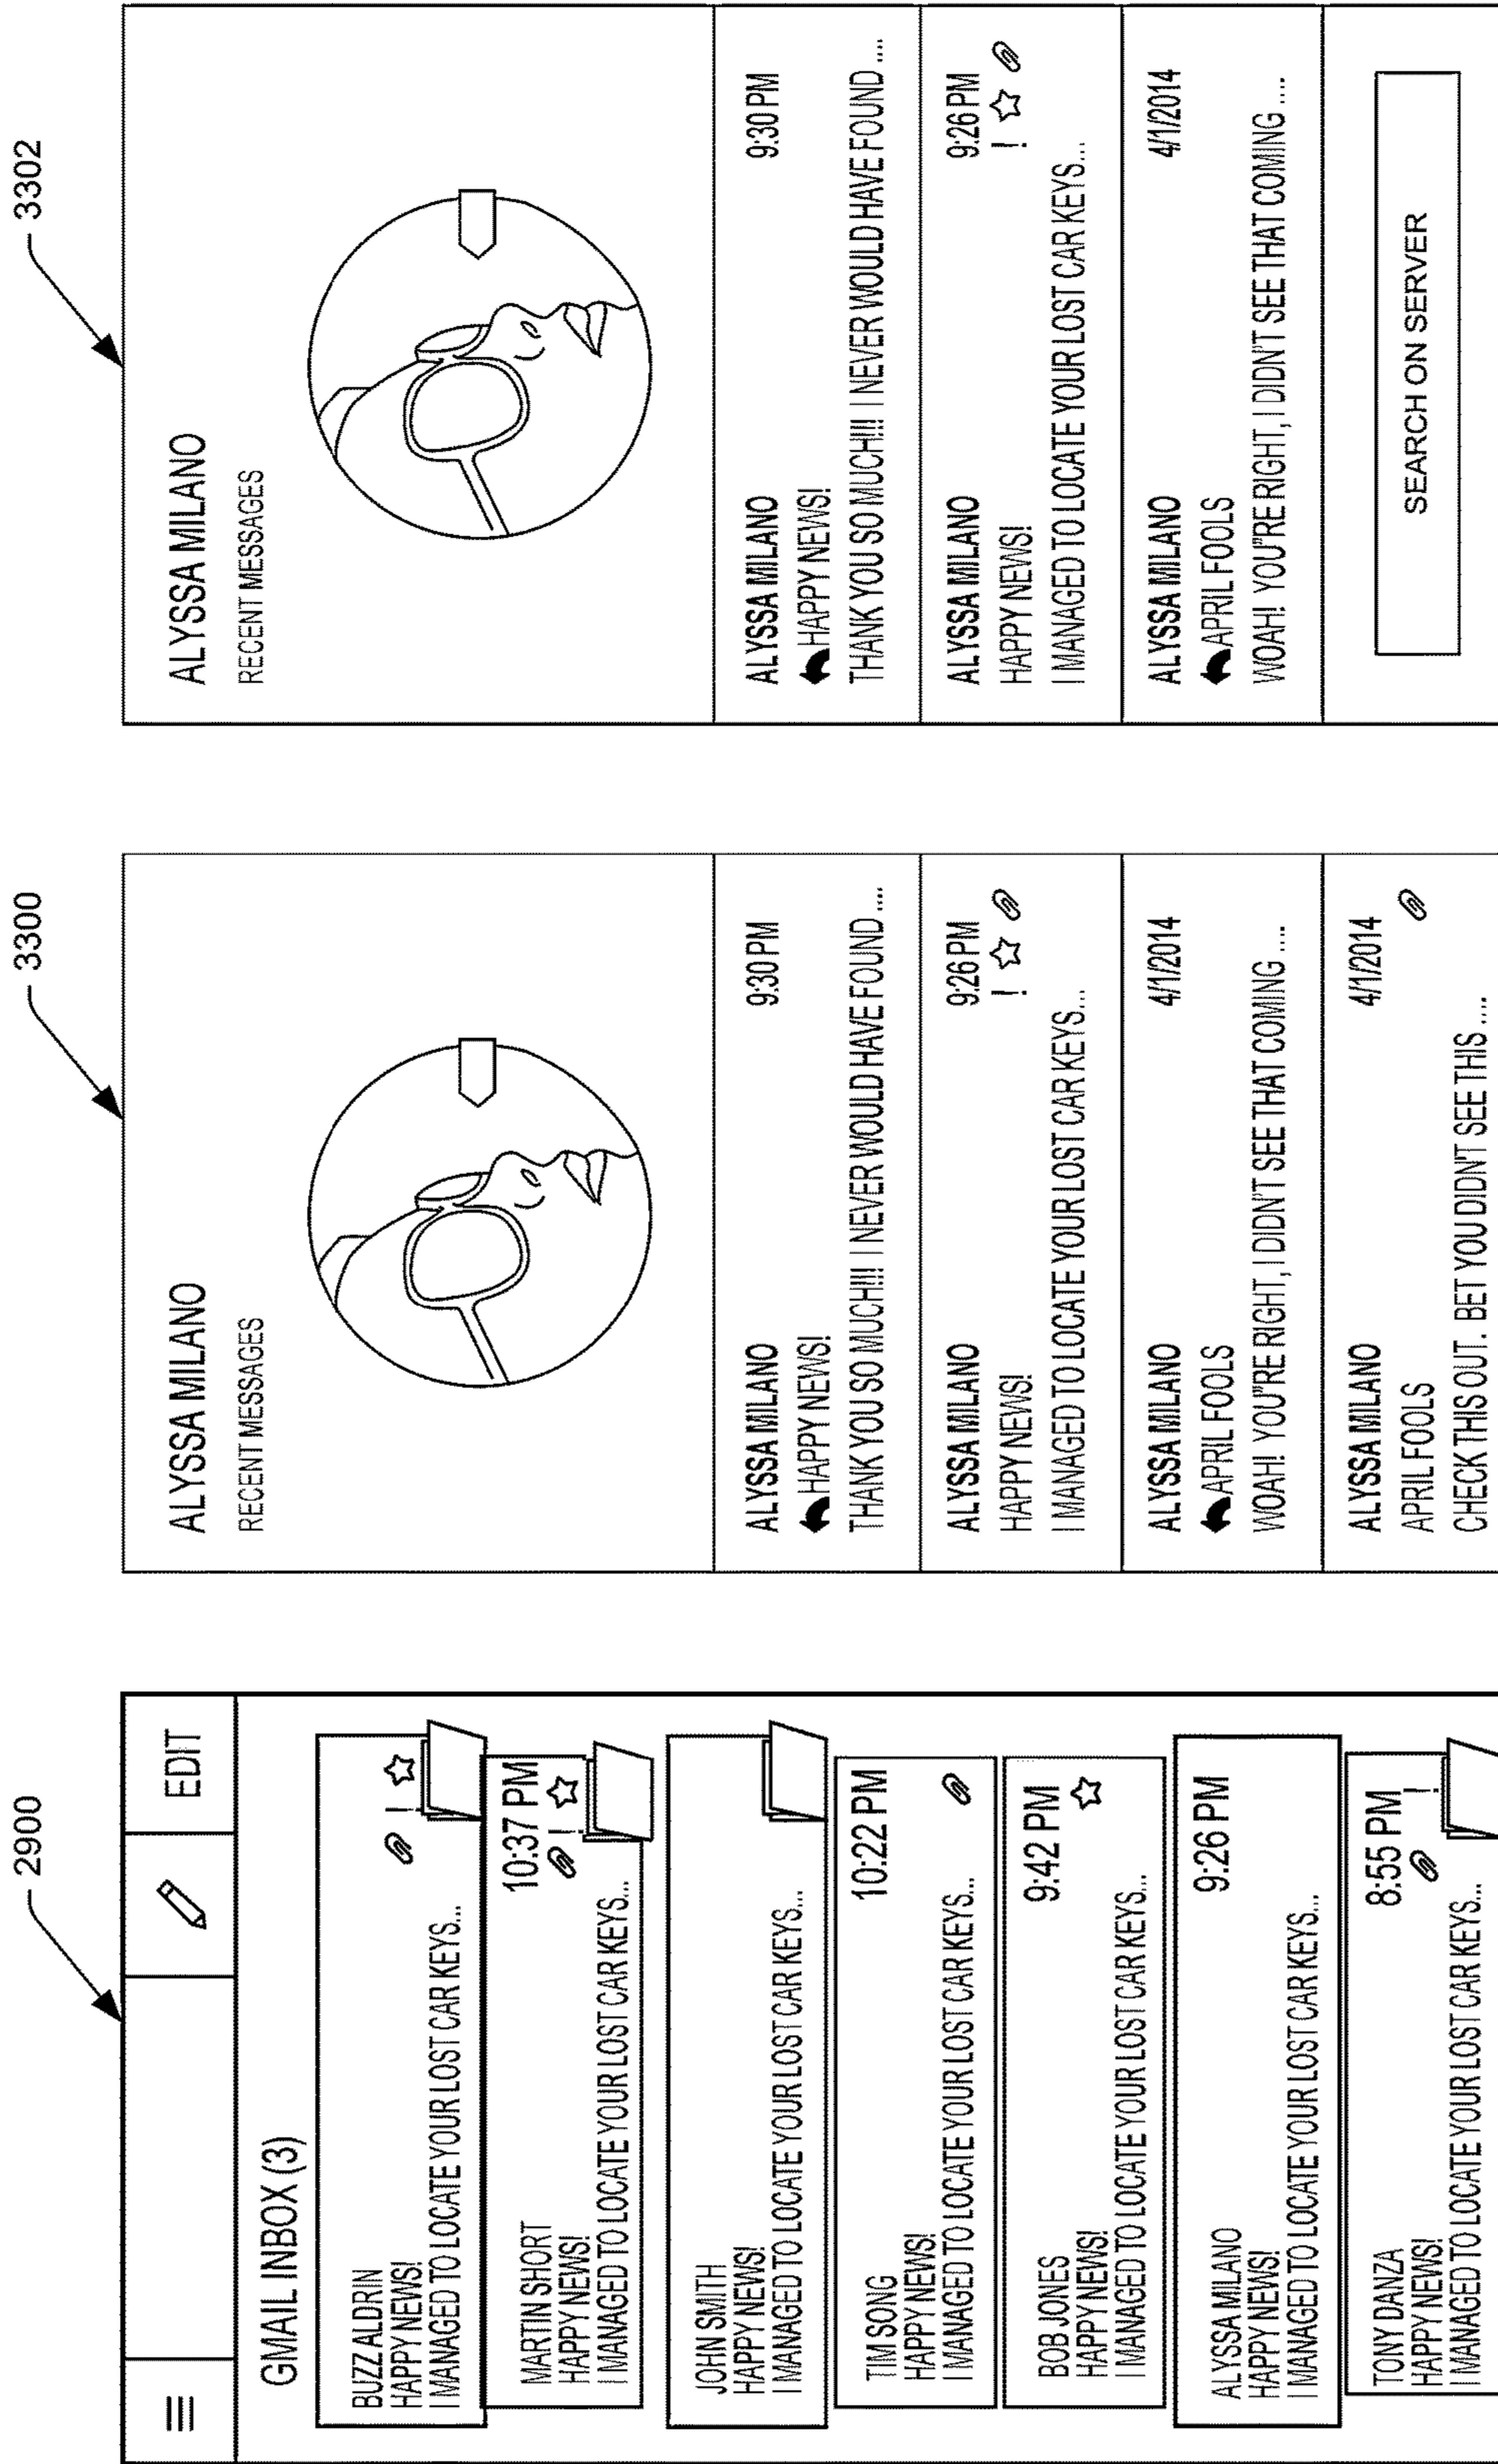 2900
EDIT
GMAIL INBOX (3)
BUZZ ALDRIN
HAPPY NEWS!
I MANAGED TO LOCATE YOUR LOST CAR KEYS...
MARTIN SHORT 10:37 PM
HAPPY NEWS!
I MANAGED TO LOCATE YOUR LOST CAR KEYS...
JOHN SMITH
HAPPY NEWS!
I MANAGED TO LOCATE YOUR LOST CAR KEYS...
TIM SONG 10:22 PM
HAPPY NEWS!
I MANAGED TO LOCATE YOUR LOST CAR KEYS...
BOB JONES 9:42 PM
HAPPY NEWS!
I MANAGED TO LOCATE YOUR LOST CAR KEYS...
ALYSSA MILANO 9:26 PM
HAPPY NEWS!
I MANAGED TO LOCATE YOUR LOST CAR KEYS...
TONY DANZA 8:55 PM
HAPPY NEWS! !
I MANAGED TO LOCATE YOUR LOST CAR KEYS...
3300
ALYSSA MILANO
RECENT MESSAGES
ALYSSA MILANO 9:30 PM
HAPPY NEWS!
THANK YOU SO MUCH!!! I NEVER WOULD HAVE FOUND ....
ALYSSA MILANO 9:26 PM
HAPPY NEWS! !
I MANAGED TO LOCATE YOUR LOST CAR KEYS...
ALYSSA MILANO 4/1/2014
APRIL FOOLS
WOAH! YOU'RE RIGHT, I DIDN'T SEE THAT COMING ....
ALYSSA MILANO 4/1/2014
APRIL FOOLS
CHECK THIS OUT. BET YOU DIDN'T SEE THIS ....
3302
ALYSSA MILANO
RECENT MESSAGES
ALYSSA MILANO 9:30 PM
HAPPY NEWS!
THANK YOU SO MUCH!!! I NEVER WOULD HAVE FOUND ....
ALYSSA MILANO 9:26 PM
HAPPY NEWS! !
I MANAGED TO LOCATE YOUR LOST CAR KEYS...
ALYSSA MILANO 4/1/2014
APRIL FOOLS
WOAH! YOU'RE RIGHT, I DIDN'T SEE THAT COMING ....
SEARCH ON SERVER